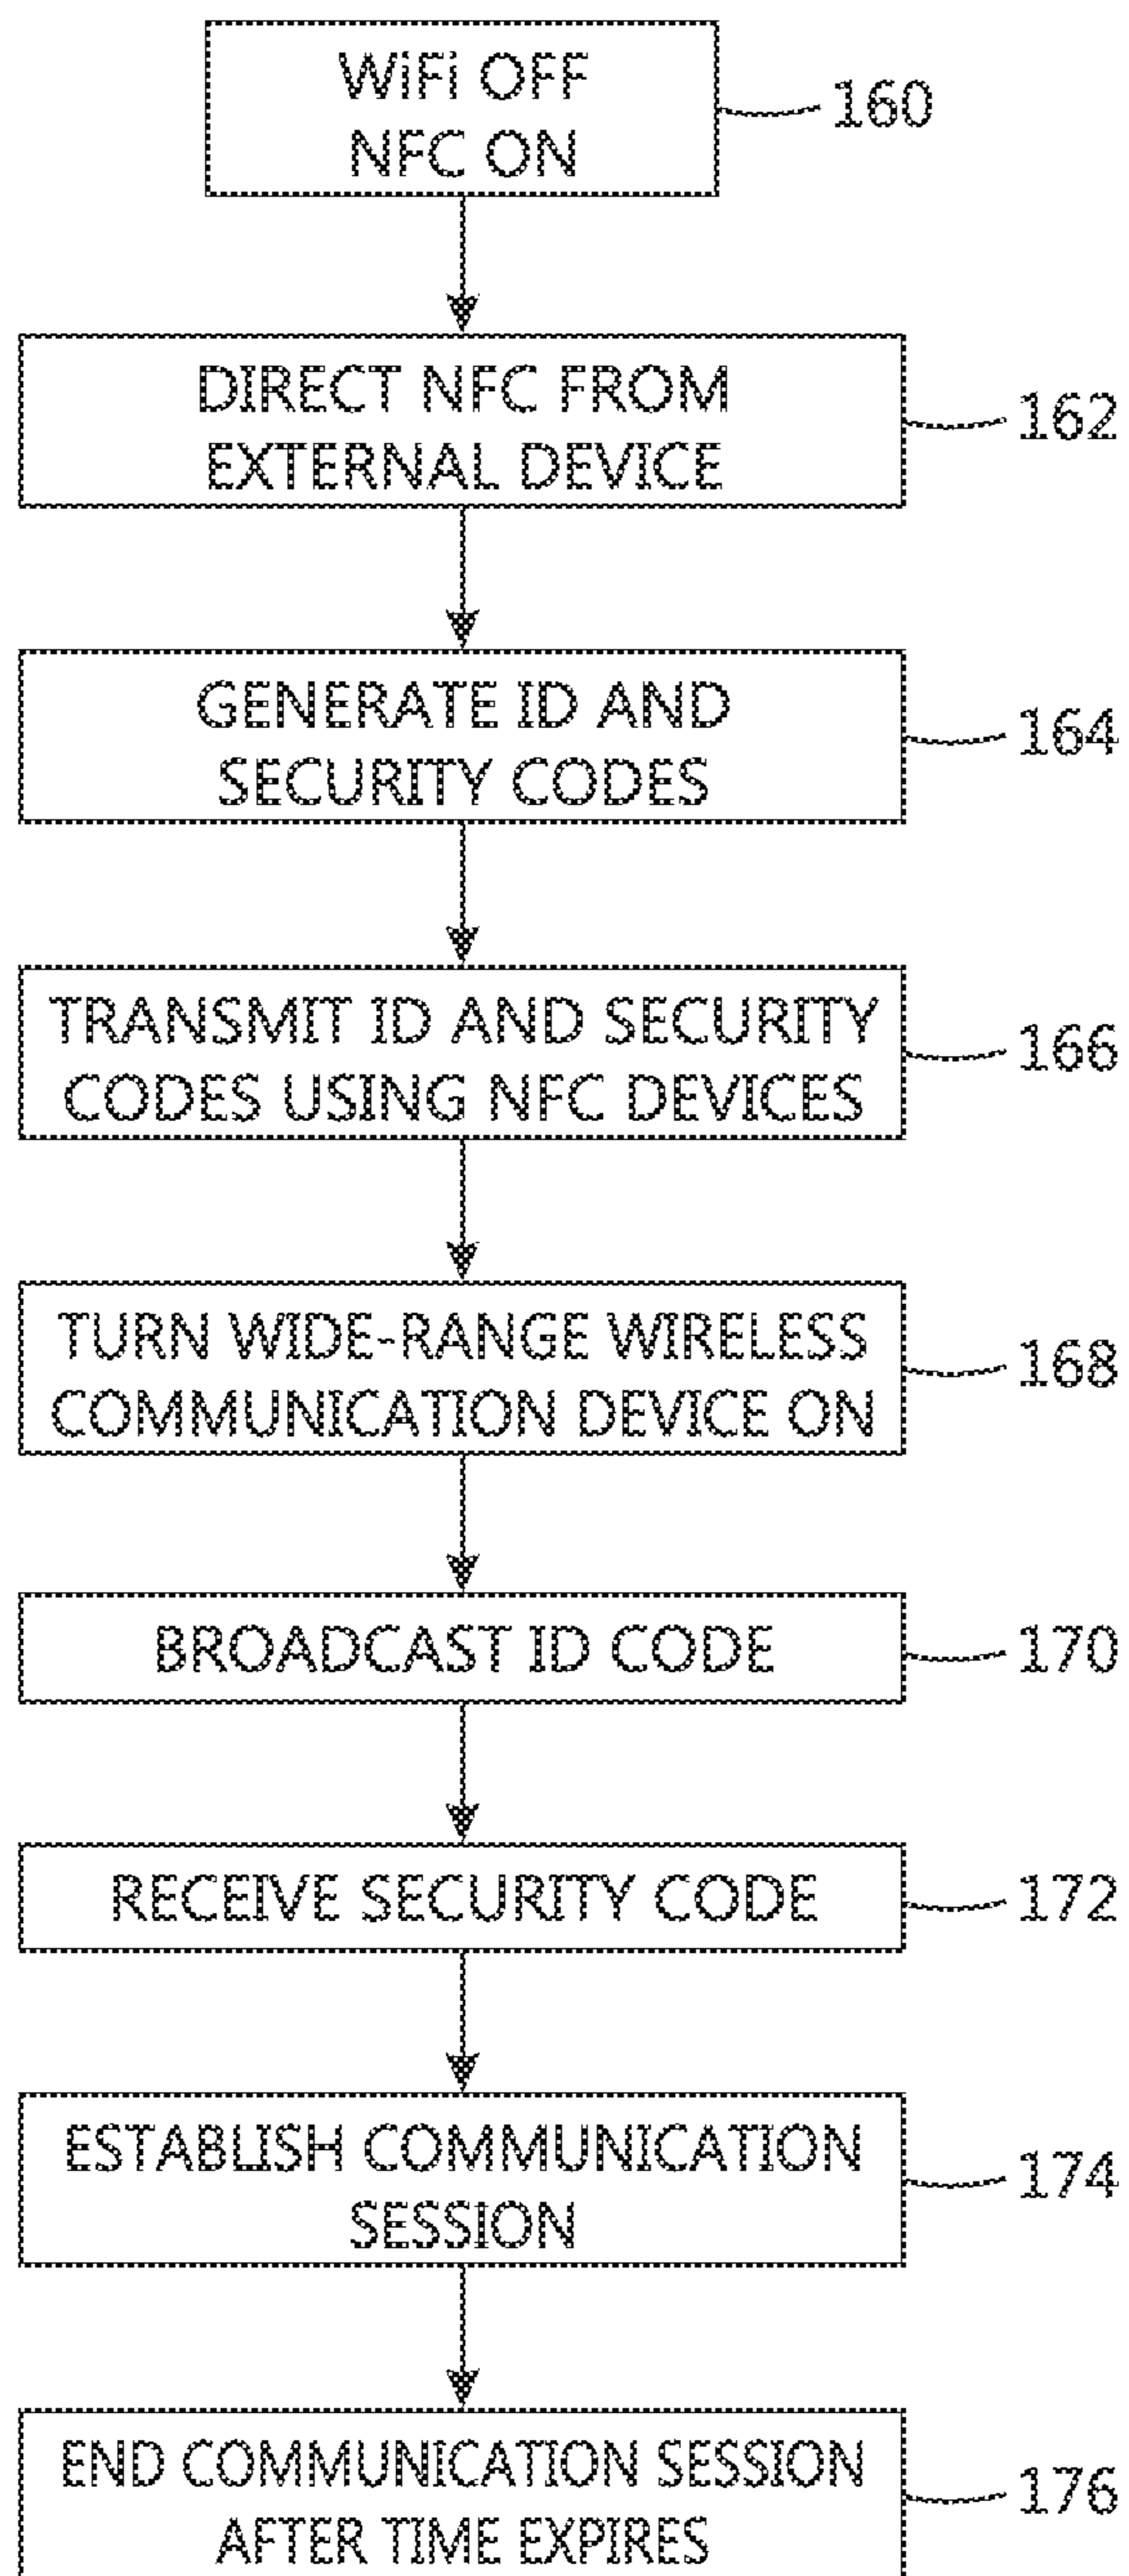 WiFi OFF
NFC ON
160
DIRECT NFC FROM
EXTERNAL DEVICE
162
GENERATE ID AND
SECURITY CODES
164
TRANSMIT ID AND SECURITY
CODES USING NFC DEVICES
166
TURN WIDE-RANGE WIRELESS
COMMUNICATION DEVICE ON
168
BROADCAST ID CODE
170
RECEIVE SECURITY CODE
172
ESTABLISH COMMUNICATION
SESSION
174
END COMMUNICATION SESSION
AFTER TIME EXPIRES
176